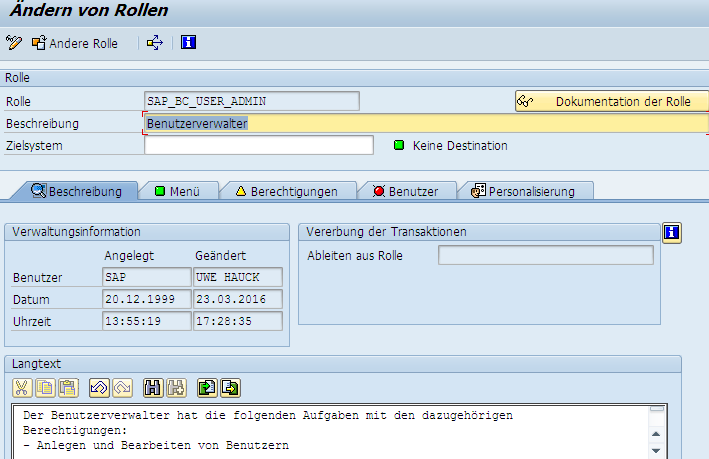 Ändern von Rollen
Andere Rolle
Rolle
Rolle SAP_BC_USER_ADMIN Dokumentation der Rolle
Beschreibung Benutzerverwalter
Zielsystem Keine Destination
Beschreibung Menü Berechtigungen Benutzer Personalisierung
Verwaltungsinformation
Angelegt Geändert
Benutzer SAP UWE HAUCK
Datum 20.12.1999 23.03.2016
Uhrzeit 13:55:19 17:28:35
Vererbung der Transaktionen
Ableiten aus Rolle
Langtext
Der Benutzerverwalter hat die folgenden Aufgaben mit den dazugehörigen
Berechtigungen:
- Anlegen und Bearbeiten von Benutzern